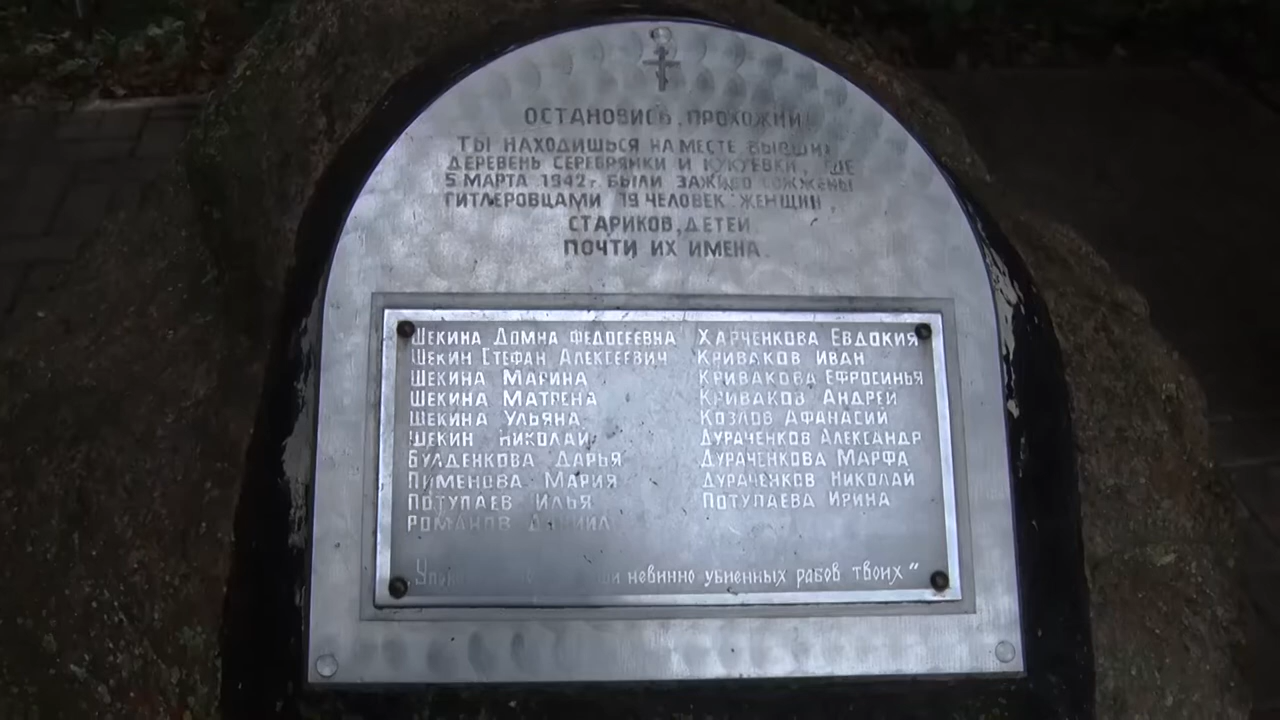 ОСТАНОВИСЬ, ПРОХОЖИЙ
ТЫ НАХОДИШЬСЯ НА МЕСТЕ БЫВШИХ
ДЕРЕВЕНЬ СЕРЕБРЯНКИ И КУКУЕВКИ, ГДЕ
5 МАРТА 1942 г. БЫЛИ ЗАЖИВО СОЖЖЕНЫ
ГИТЛЕРОВЦАМИ 19 ЧЕЛОВЕК: ЖЕНЩИН,
СТАРИКОВ, ДЕТЕЙ.
ПОЧТИ ИХ ИМЕНА.
ШЕКИНА ДОМНА ФЕДОСЕЕВНА
ШЕКИН СТЕФАН АЛЕКСЕЕВИЧ
ШЕКИНА МАРИНА
ШЕКИНА МАТРЕНА
ШЕКИНА УЛЬЯНА
ШЕКИН НИКОЛАЙ
БУЛДЕНКОВА ДАРЬЯ
ПИМЕНОВА МАРИЯ
ПОТУПАЕВ ИЛЬЯ
РОМАНОВ ДАНИИЛ
ХАРЧЕНКОВА ЕВДОКИЯ
КРИВАКОВ ИВАН
КРИВАКОВА ЕФРОСИНЬЯ
КРИВАКОВ АНДРЕЙ
КОЗЛОВ АФАНАСИЙ
ДУРАЧЕНКОВ АЛЕКСАНДР
ДУРАЧЕНКОВА МАРФА
ДУРАЧЕНКОВ НИКОЛАЙ
ПОТУПАЕВА ИРИНА
невинно убиенных рабов твоих"